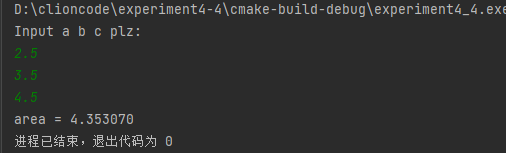 D:\clioncode\experiment4-4\cmake-build-debug\experiment4_4.exe
Input a b c plz:
2.5
3.5
4.5
area = 4.353070
进程已结束，退出代码为 0